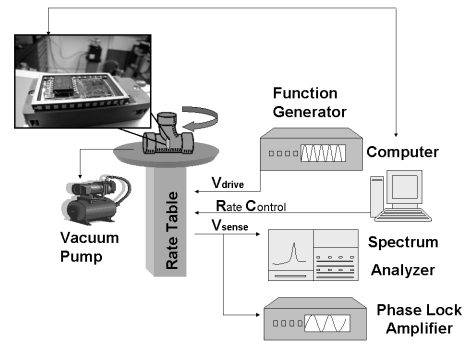 Function
Generator
Computer
Vdrive
Rate Control
Vsense
Rate Table
Vacuum
Pump
Spectrum
Analyzer
Phase Lock
Amplifier